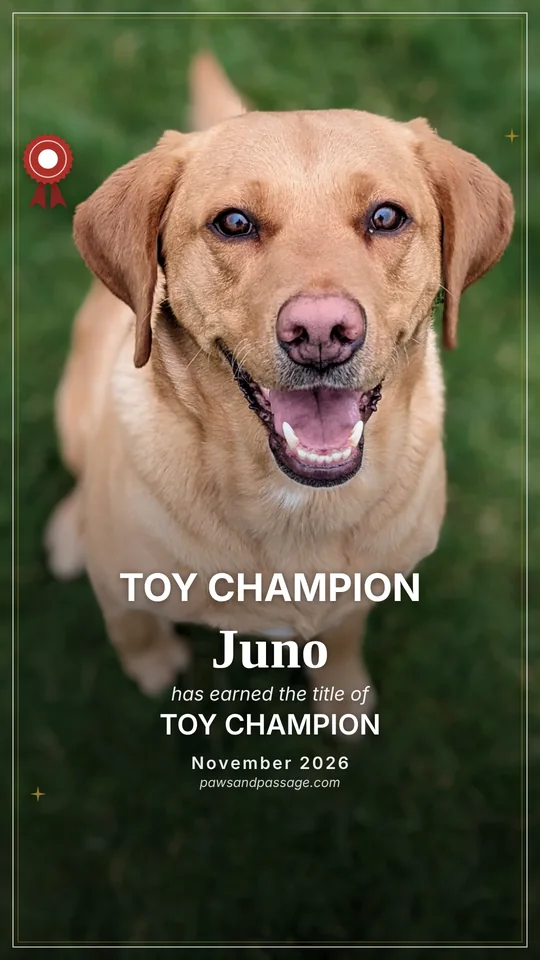 TOY CHAMPION
Juno
has earned the title of
TOY CHAMPION
November 2026
pawsandpassage.com